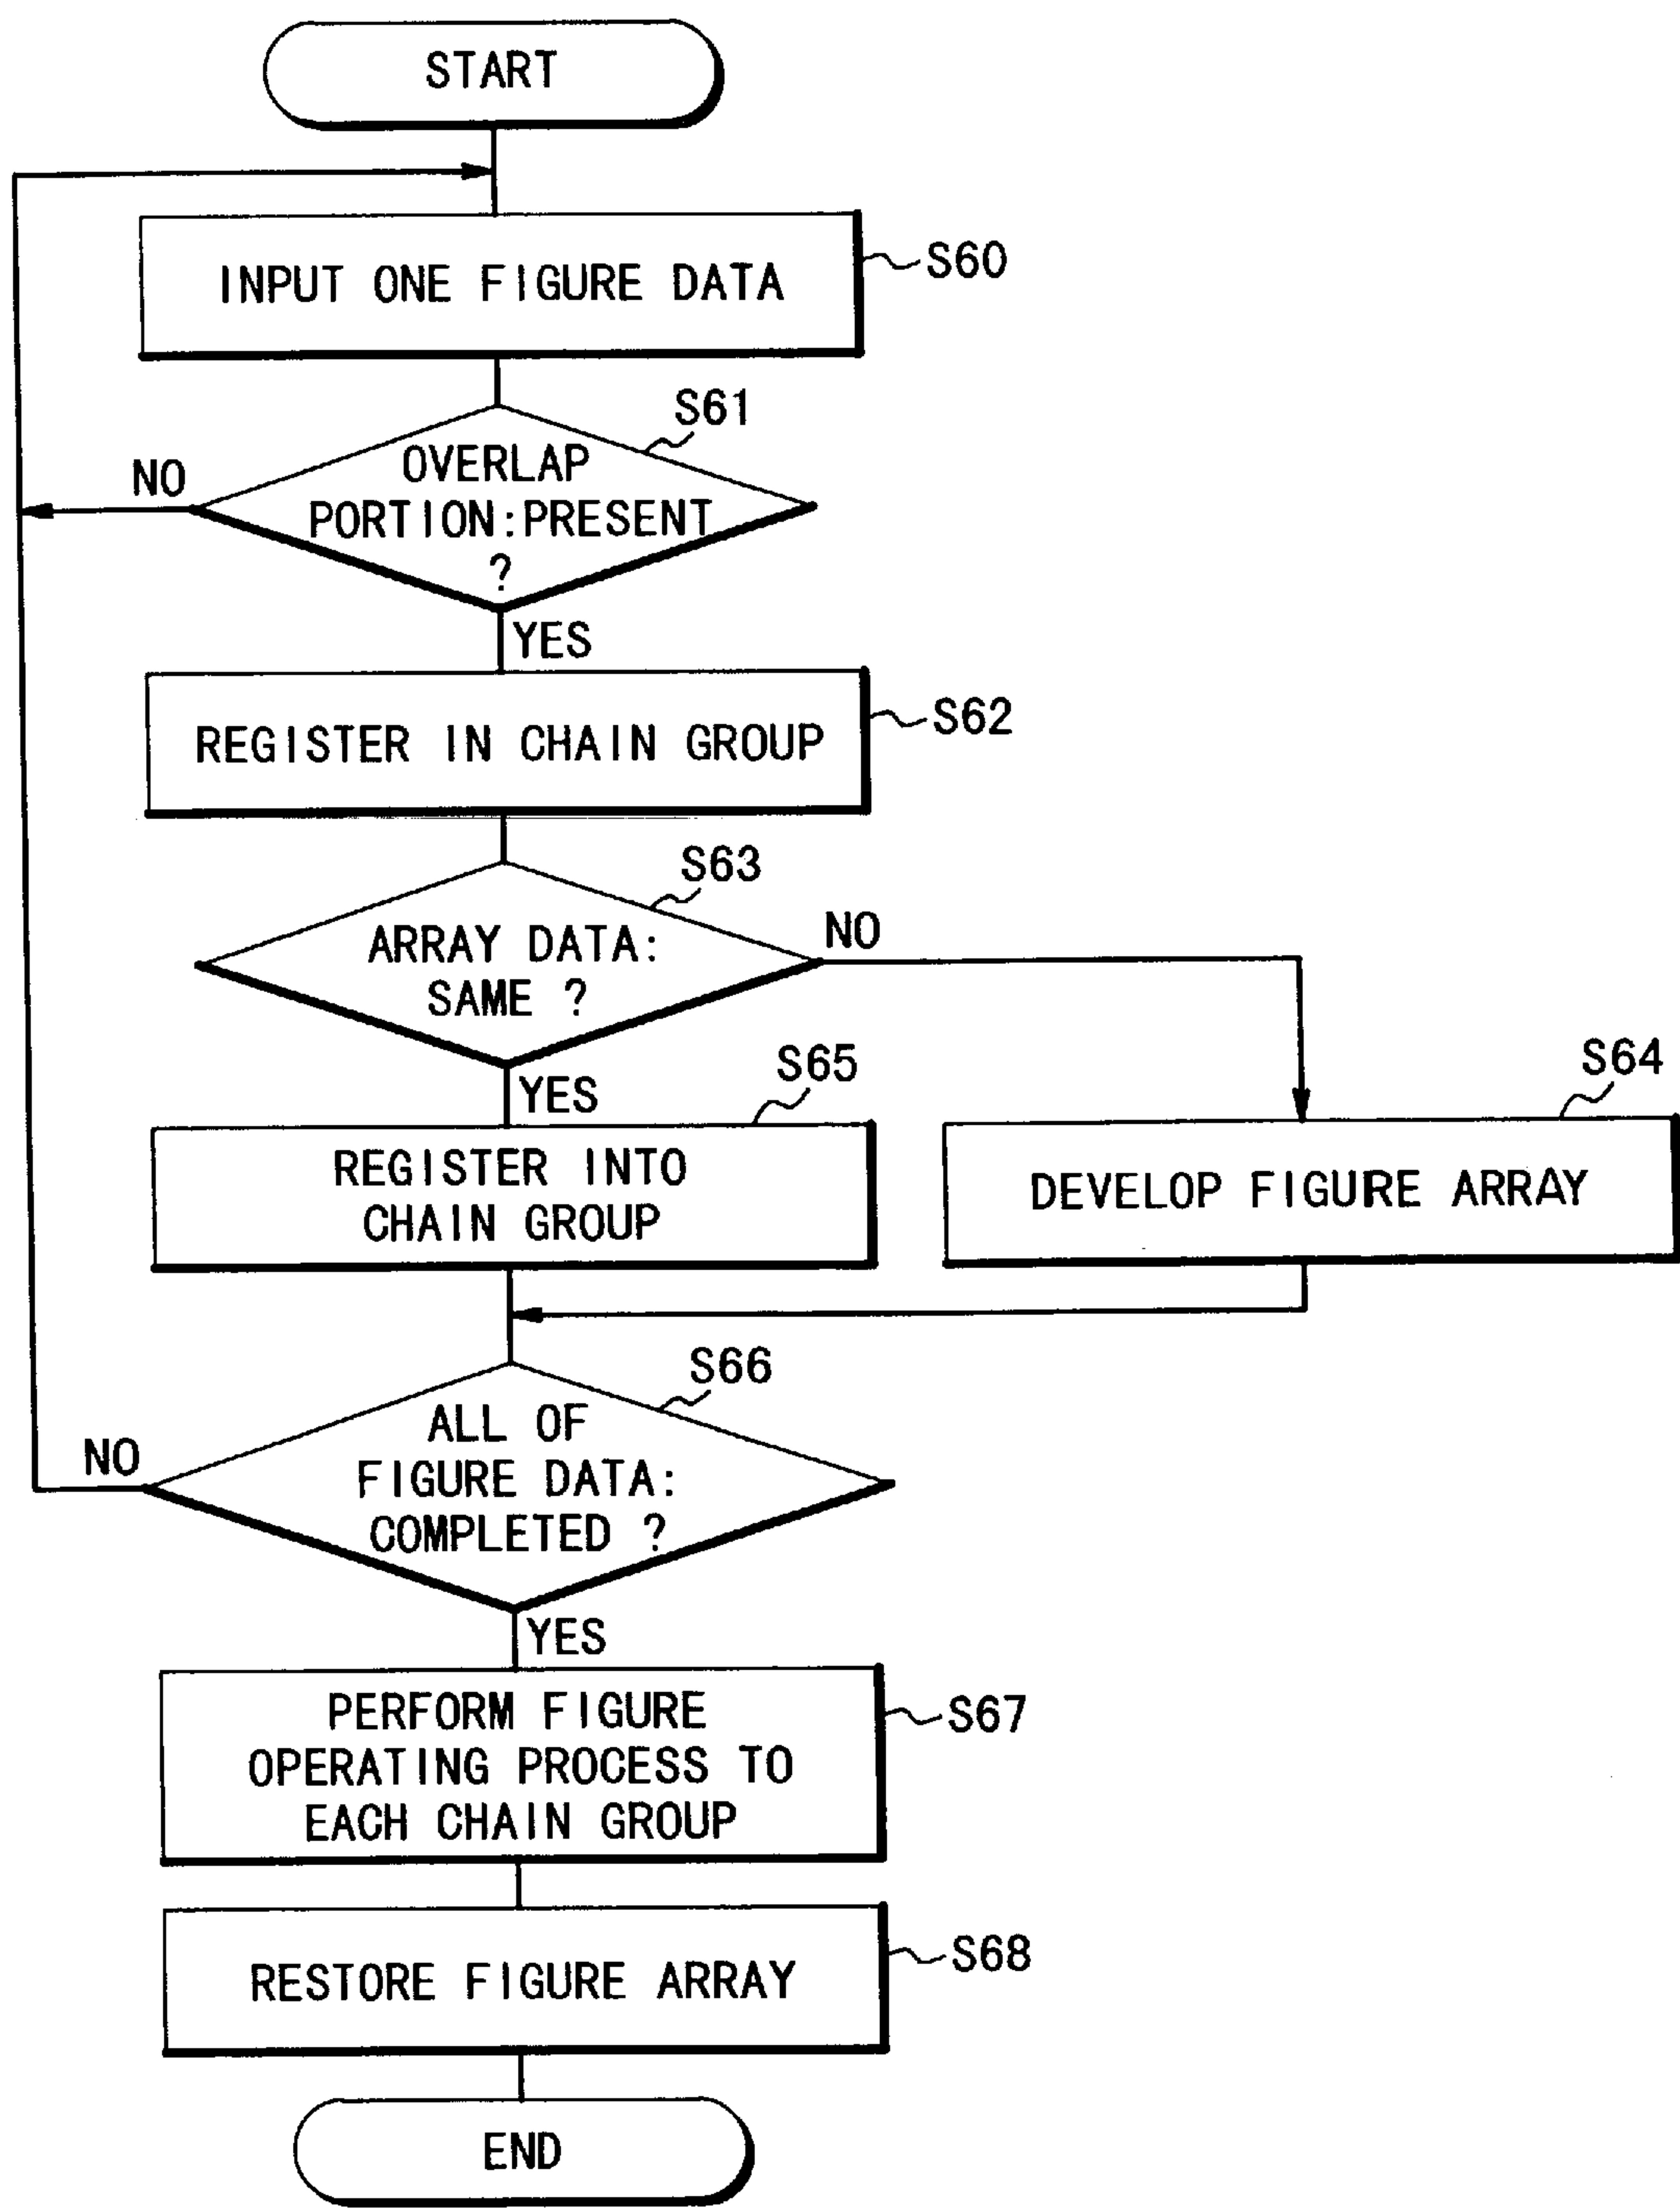 START
INPUT ONE FIGURE DATA
S60
S61
OVERLAP
PORTION:PRESENT
?
NO
YES
REGISTER IN CHAIN GROUP
S62
S63
ARRAY DATA:
SAME ?
NO
YES
S65
REGISTER INTO
CHAIN GROUP
S64
DEVELOP FIGURE ARRAY
S66
ALL OF
FIGURE DATA:
COMPLETED ?
NO
YES
PERFORM FIGURE
OPERATING PROCESS TO
EACH CHAIN GROUP
S67
RESTORE FIGURE ARRAY
S68
END